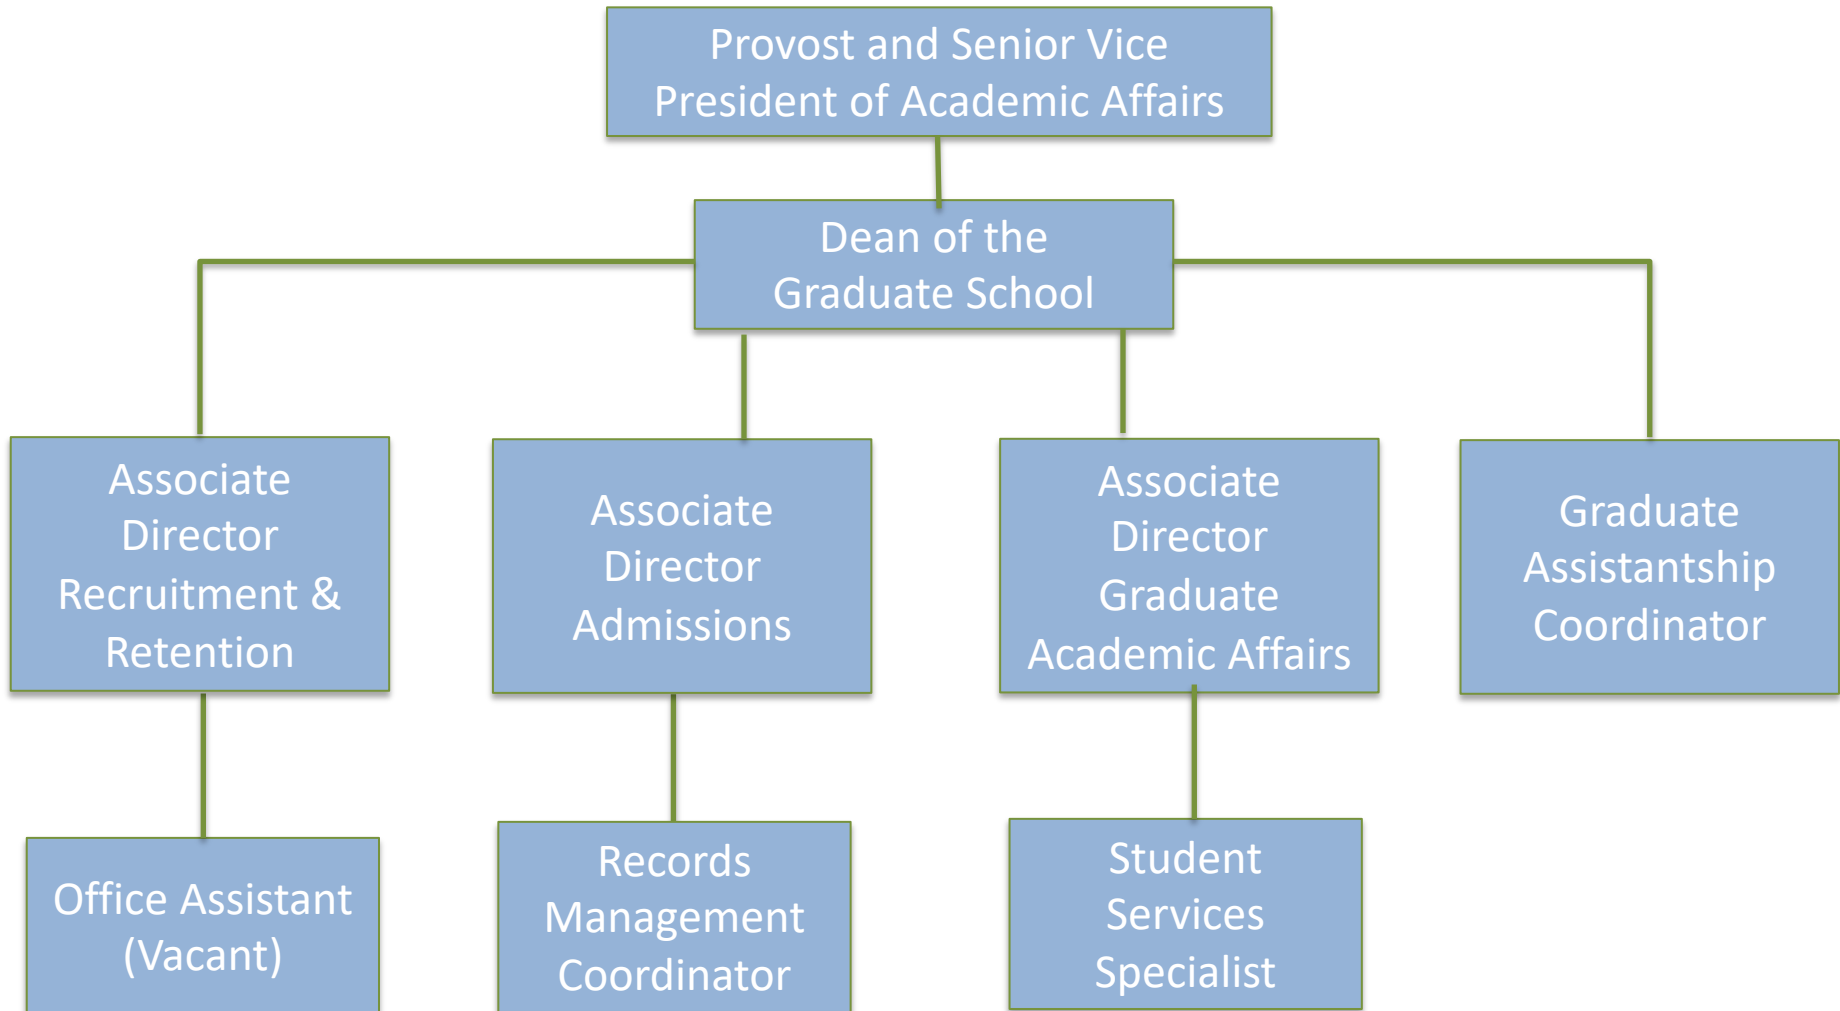 Provost and Senior Vice
President of Academic Affairs
Dean of the
Graduate School
Associate
Director
Recruitment &
Retention
Associate
Director
Admissions
Associate
Director
Graduate
Academic Affairs
Graduate
Assistantship
Coordinator
Office Assistant
(Vacant)
Records
Management
Coordinator
Student
Services
Specialist